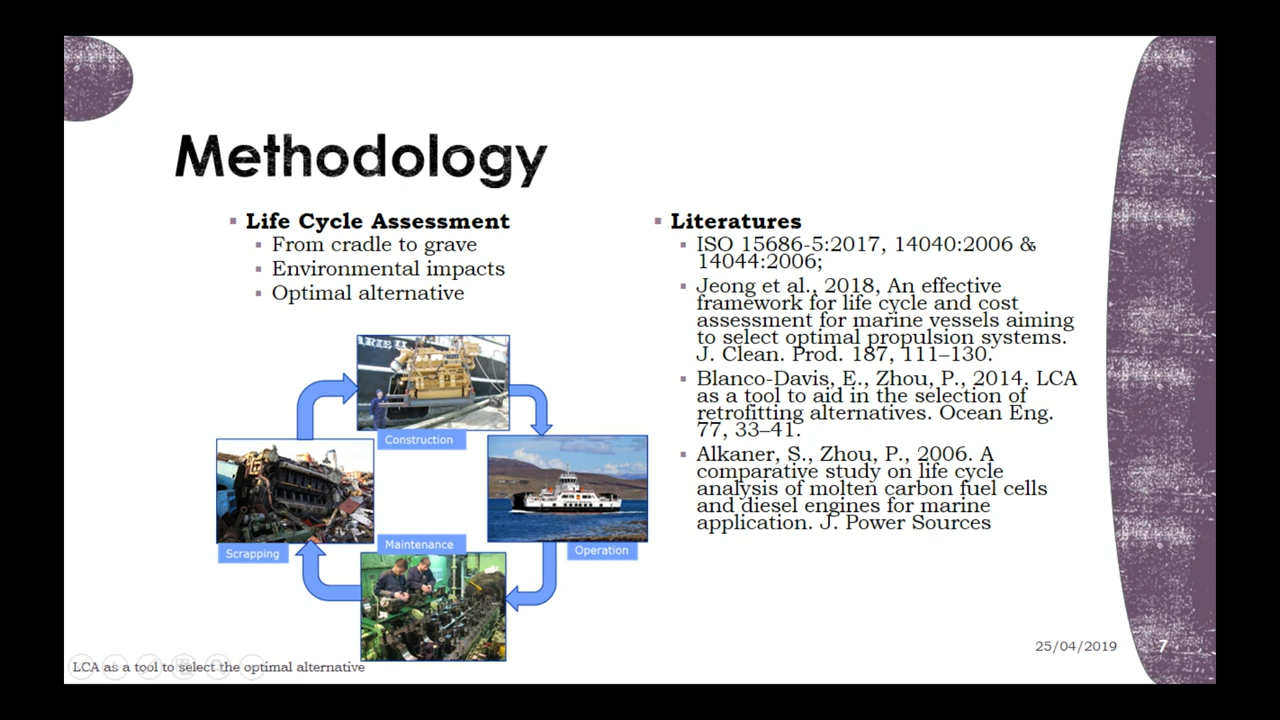 Methodology
Life Cycle Assessment
From cradle to grave
Environmental impacts
Optimal alternative
Construction
Operation
Maintenance
Scrapping
Literatures
ISO 15686-5:2017, 14040:2006 &
14044:2006;
Jeong et al., 2018, An effective
framework for life cycle and cost
assessment for marine vessels aiming
to select optimal propulsion systems.
J. Clean. Prod. 187, 111–130.
Blanco-Davis, E., Zhou, P., 2014. LCA
as a tool to aid in the selection of
retrofitting alternatives. Ocean Eng.
77, 33–41.
Alkaner, S., Zhou, P., 2006. A
comparative study on life cycle
analysis of molten carbon fuel cells
and diesel engines for marine
application. J. Power Sources
LCA as a tool to select the optimal alternative
25/04/2019
7